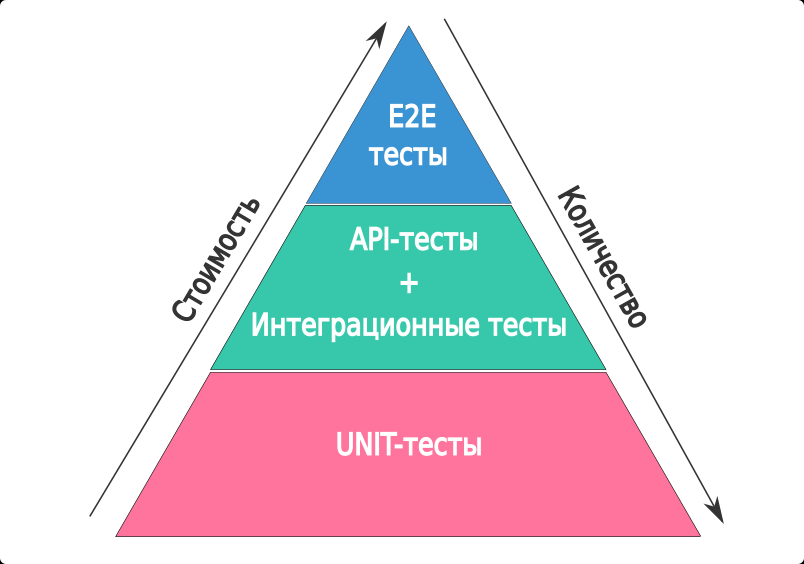 E2E
тесты
Стоимость
Количество
API-тесты
+
Интеграционные тесты
UNIT-тесты